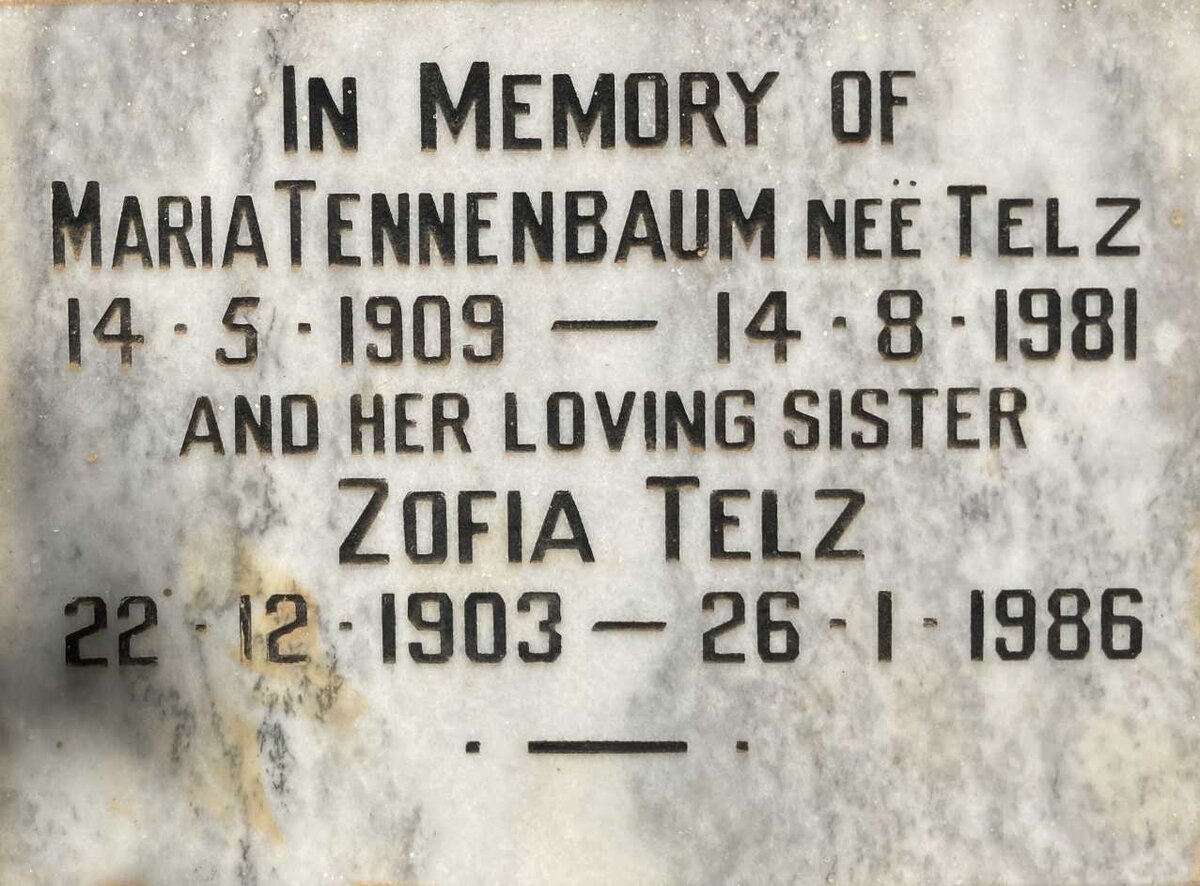 IN MEMORY OF
MARIA TENNENBAUM NEË TELZ
14·5·1909 — 14·8·1981
AND HER LOVING SISTER
ZOFIA TELZ
22·12·1903 — 26·1·1986
· — ·